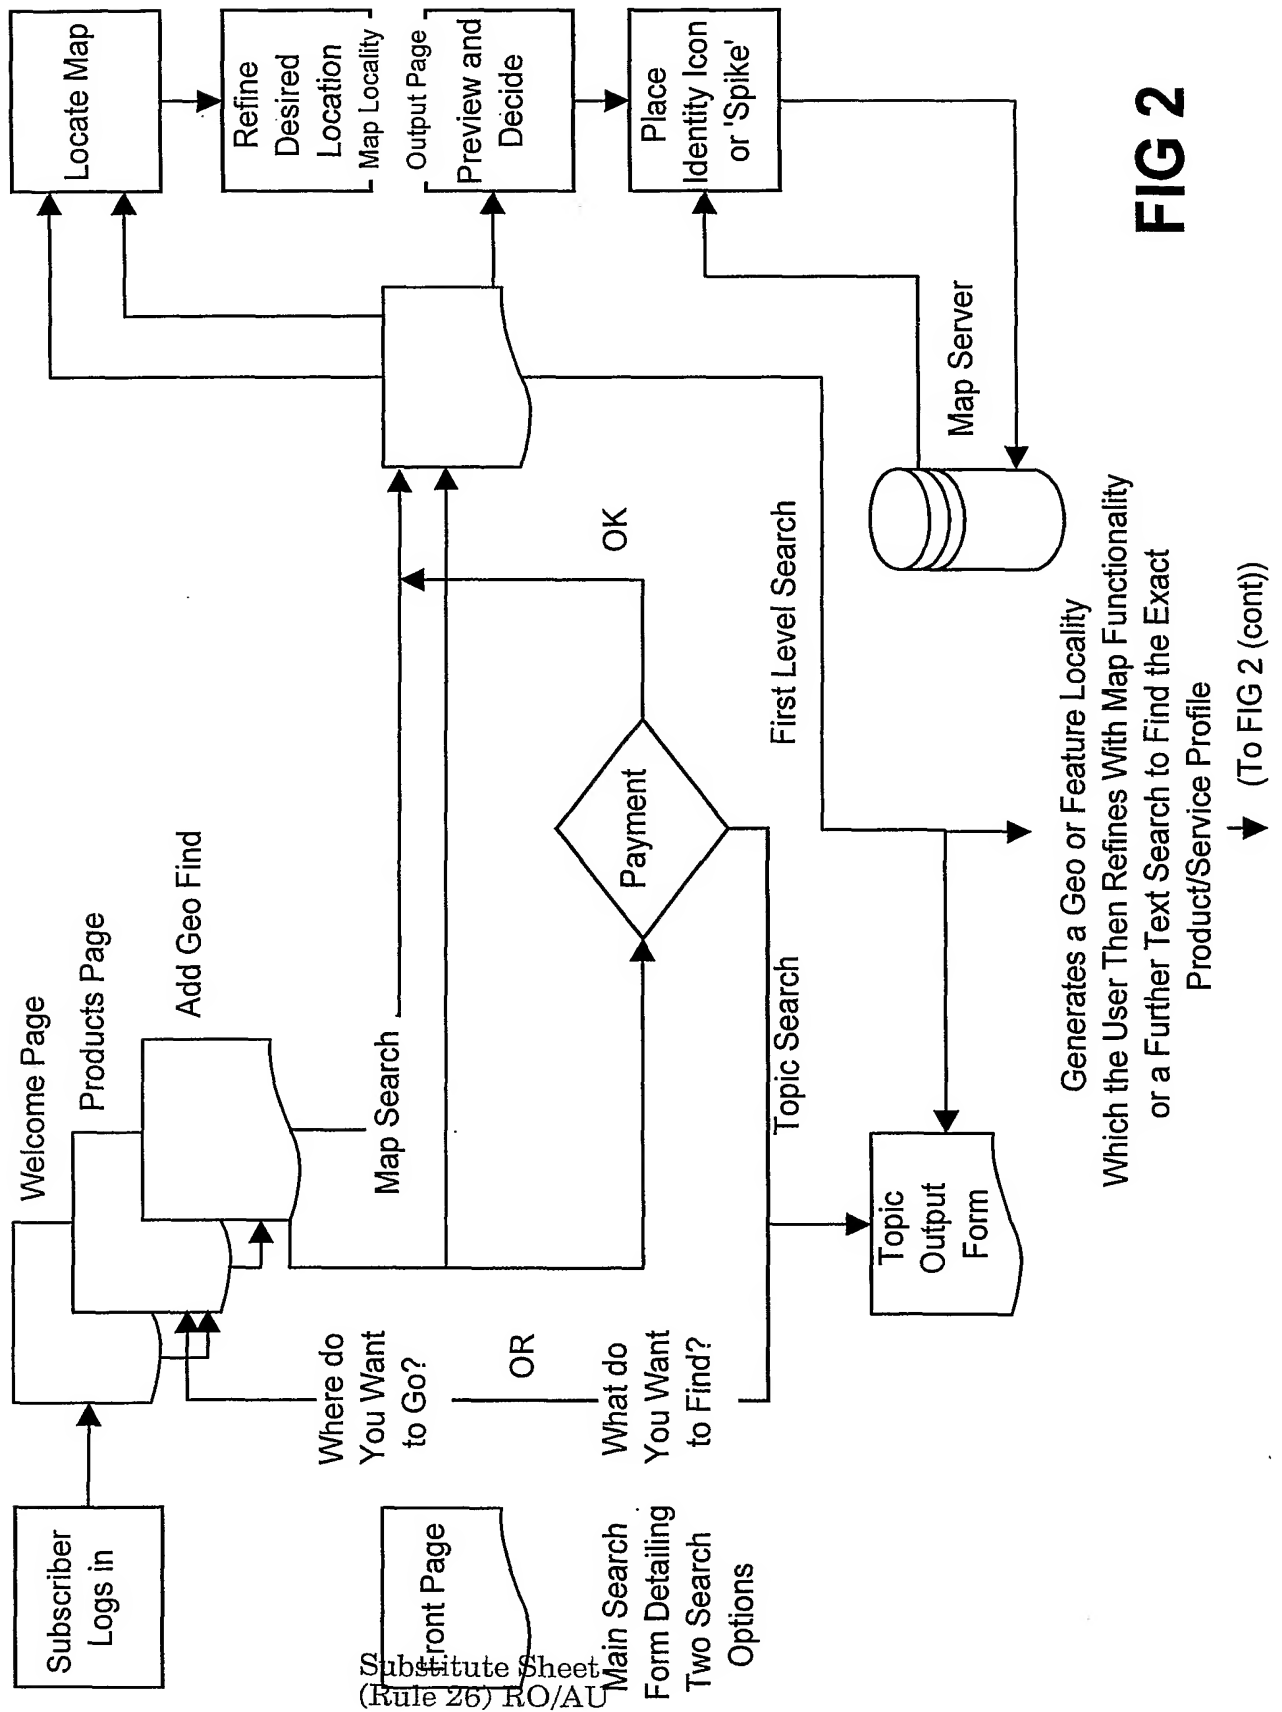 Subscriber
Logs in
Welcome Page
Products Page
Add Geo Find
Locate Map
Refine
Desired
Location
Map Locality
Output Page
Preview and
Decide
Place
Identity Icon
or 'Spike'
Where do
You Want
to Go?
OR
What do
You Want
to Find?
Map Search
Payment
OK
Topic Search
First Level Search
Map Server
Front Page
Main Search
Form Detailing
Two Search
Options
Topic
Output
Form
Generates a Geo or Feature Locality
Which the User Then Refines With Map Functionality
or a Further Text Search to Find the Exact
Product/Service Profile
(To FIG 2 (cont))
FIG 2
Substitute Sheet
(Rule 26) RO/AU